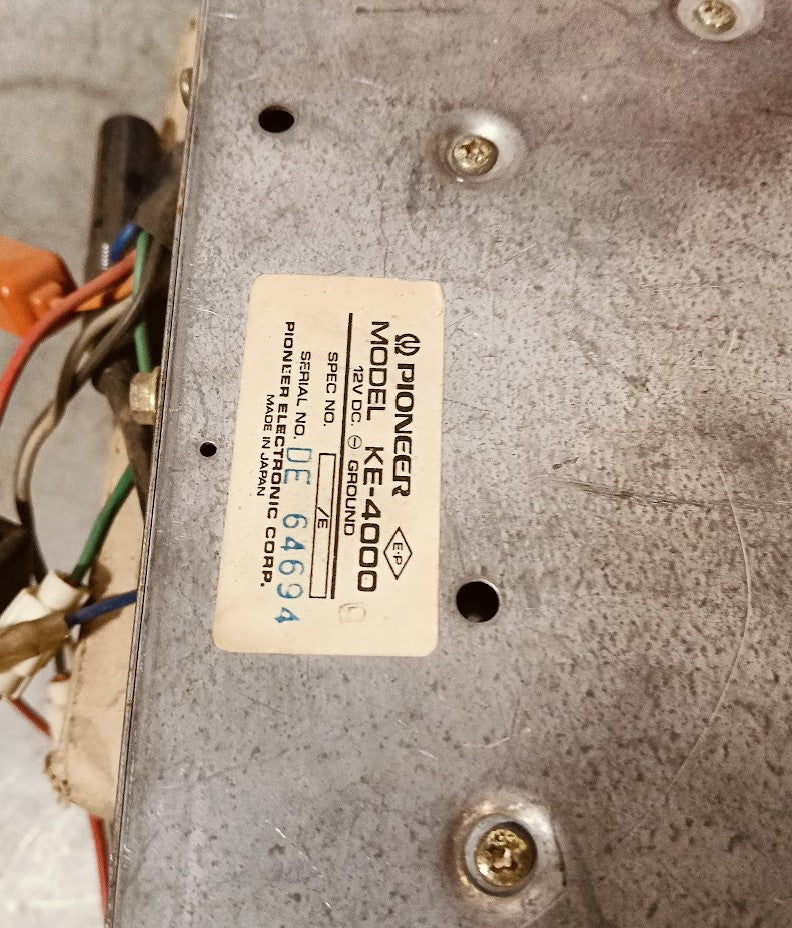 PIONEER
MODEL KE-4000 E·P
12V DC. ⊖ GROUND
SPEC NO. /E
SERIAL NO. DE 64694
PIONEER ELECTRONIC CORP.
MADE IN JAPAN